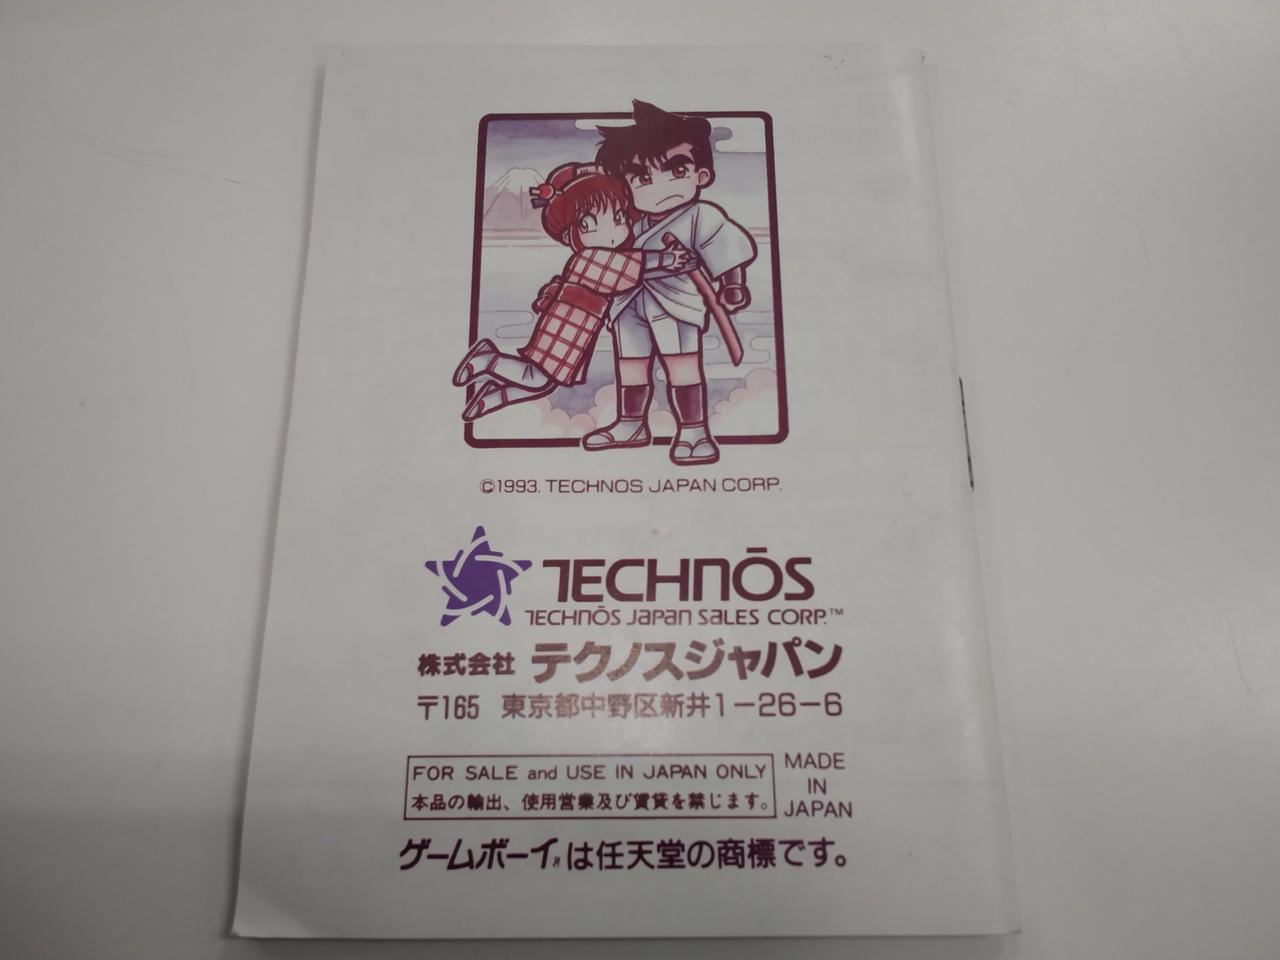 ©1993. TECHNOS JAPAN CORP.
TECHNŌS
TECHNŌS JAPAN SALES CORP.™
株式会社 テクノスジャパン
〒165 東京都中野区新井1-26-6
FOR SALE and USE IN JAPAN ONLY
本品の輸出、使用営業及び賃貸を禁じます。
MADE
IN
JAPAN
ゲームボーイ®は任天堂の商標です。